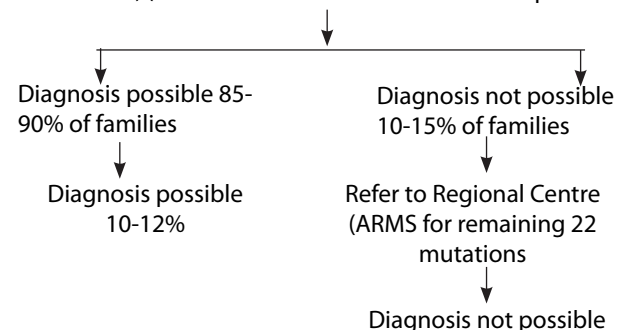 Diagnosis possible 85-
90% of families
Diagnosis not possible
10-15% of families
Diagnosis possible
10-12%
Refer to Regional Centre
(ARMS for remaining 22
mutations
Diagnosis not possible